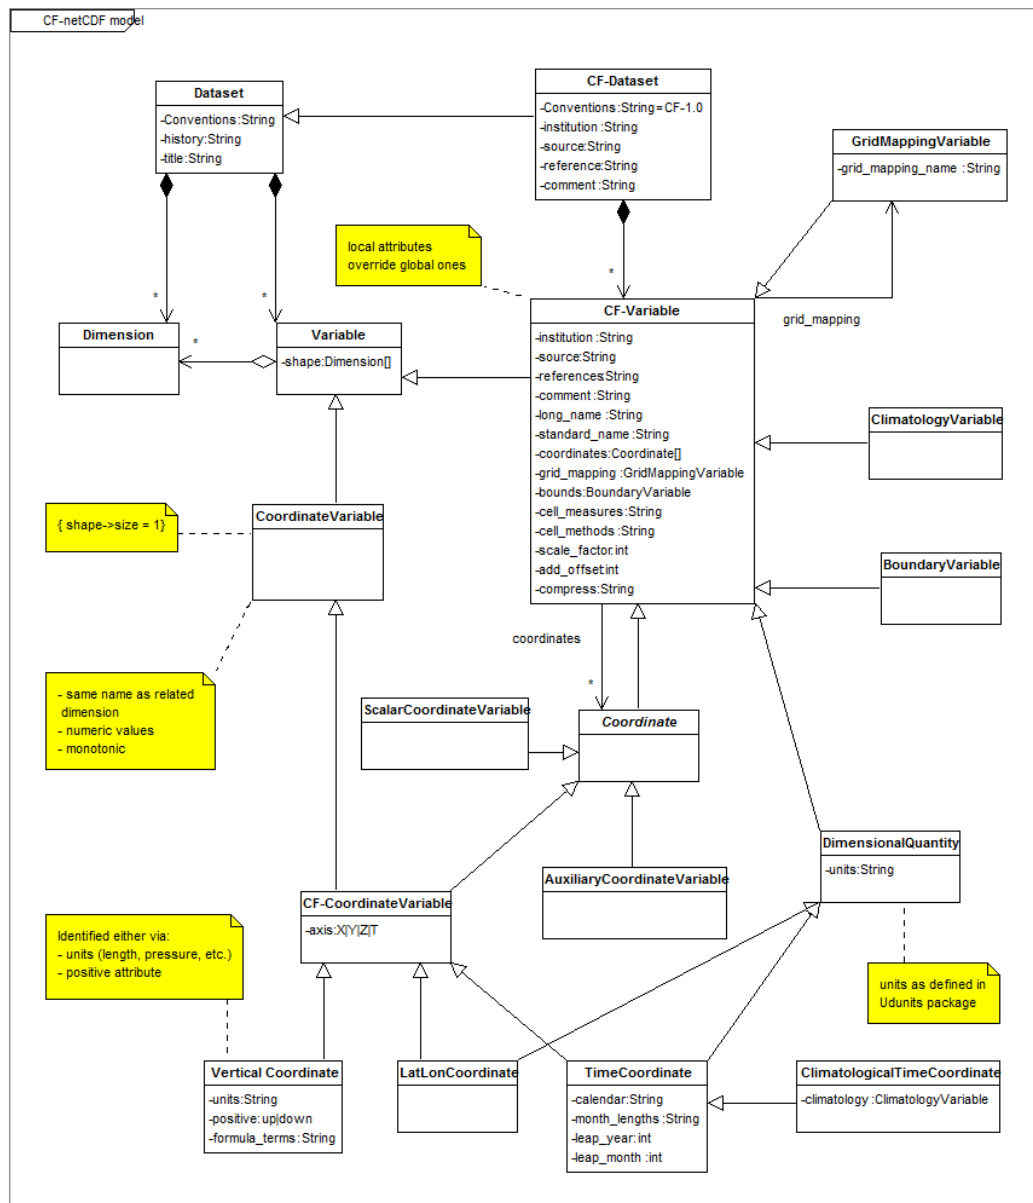 CF-netCDF model
Dataset
-Conventions:String
-history:String
-title:String
CF-Dataset
-Conventions:String=CF-1.0
-institution :String
-source:String
-reference:String
-comment :String
GridMappingVariable
-grid_mapping_name : String
local attributes
override global ones
*
*
*
Dimension
*
Variable
-shape:Dimension[]
CF-Variable
-institution :String
-source:String
-references:String
-comment :String
-long_name :String
-standard_name :String
-coordinates:Coordinate[]
-grid_mapping :GridMappingVariable
-bounds:BoundaryVariable
-cell_measures:String
-cell_methods :String
-scale_factor:int
-add_offset:int
-compress:String
grid_mapping
ClimatologyVariable
{ shape->size = 1}
CoordinateVariable
BoundaryVariable
coordinates
*
- same name as related
dimension
- numeric values
- monotonic
ScalarCoordinateVariable
Coordinate
DimensionalQuantity
-units:String
AuxiliaryCoordinateVariable
CF-CoordinateVariable
-axis:X|Y|Z|T
Identified either via:
- units (length, pressure, etc.)
- positive attribute
units as defined in
Udunits package
Vertical Coordinate
-units:String
-positive:up|down
-formula_terms:String
LatLonCoordinate
TimeCoordinate
-calendar:String
-month_lengths :String
-leap_year:int
-leap_month :int
ClimatologicalTimeCoordinate
-climatology :ClimatologyVariable